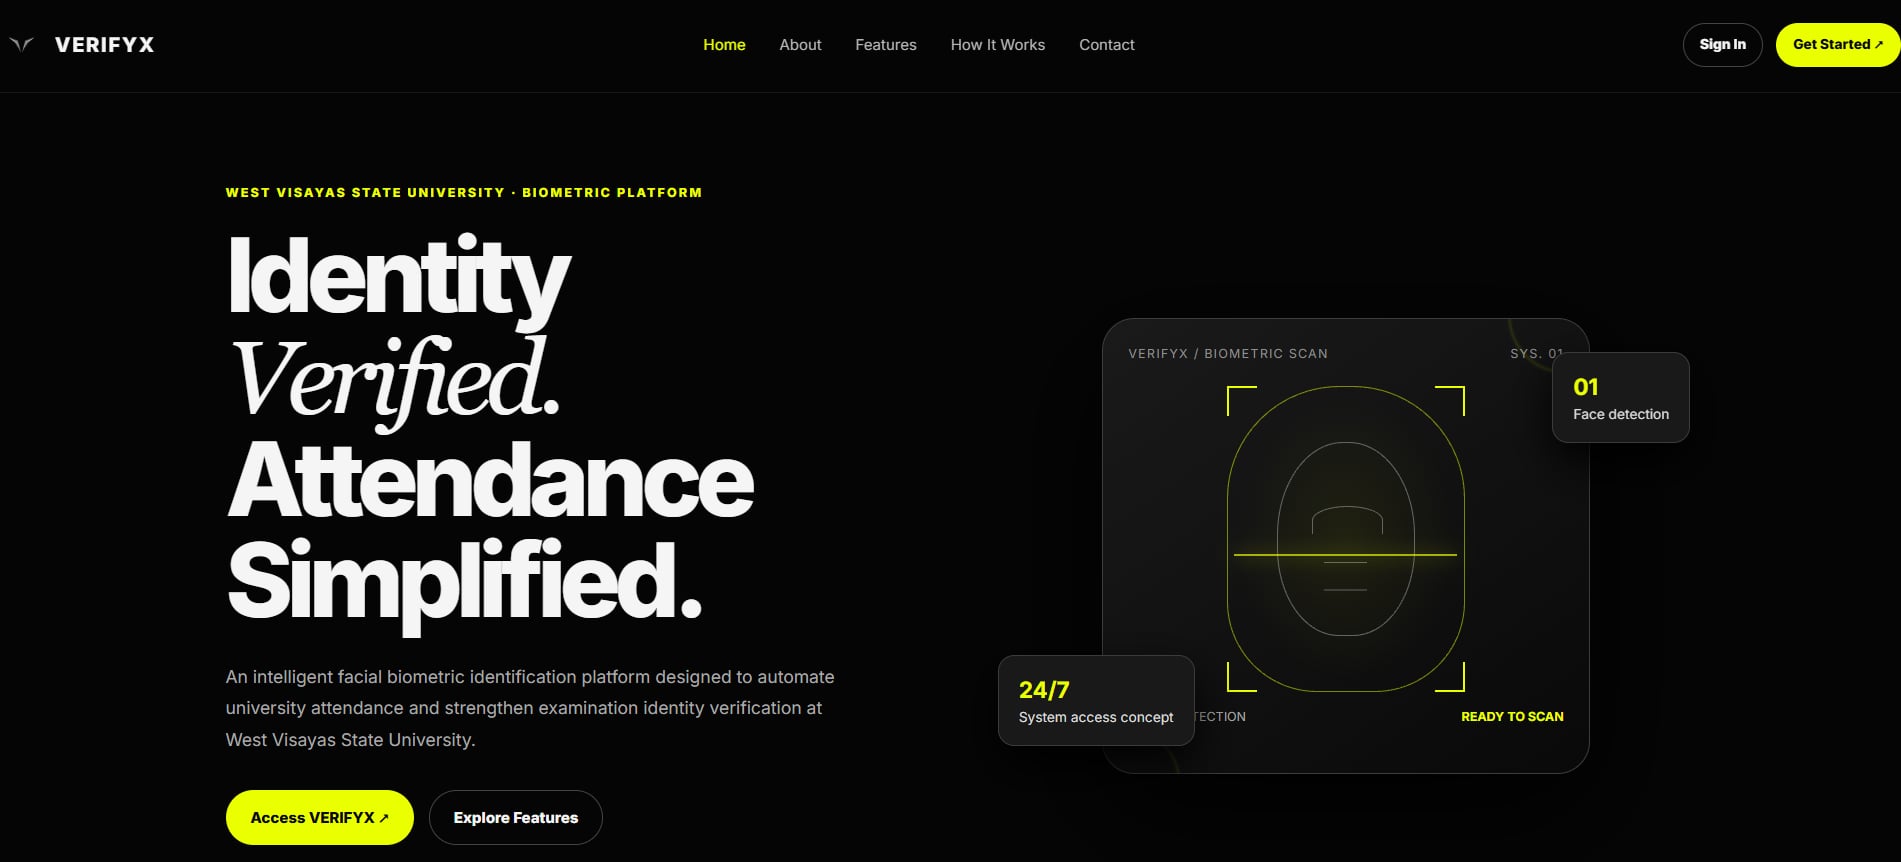 VERIFYX
Home
About
Features
How It Works
Contact
Sign In
Get Started ↗
WEST VISAYAS STATE UNIVERSITY · BIOMETRIC PLATFORM
Identity
Verified.
Attendance
Simplified.
An intelligent facial biometric identification platform designed to automate
university attendance and strengthen examination identity verification at
West Visayas State University.
Access VERIFYX ↗
Explore Features
VERIFYX / BIOMETRIC SCAN
SYS. 01
01
Face detection
24/7
System access concept
TECTION
READY TO SCAN